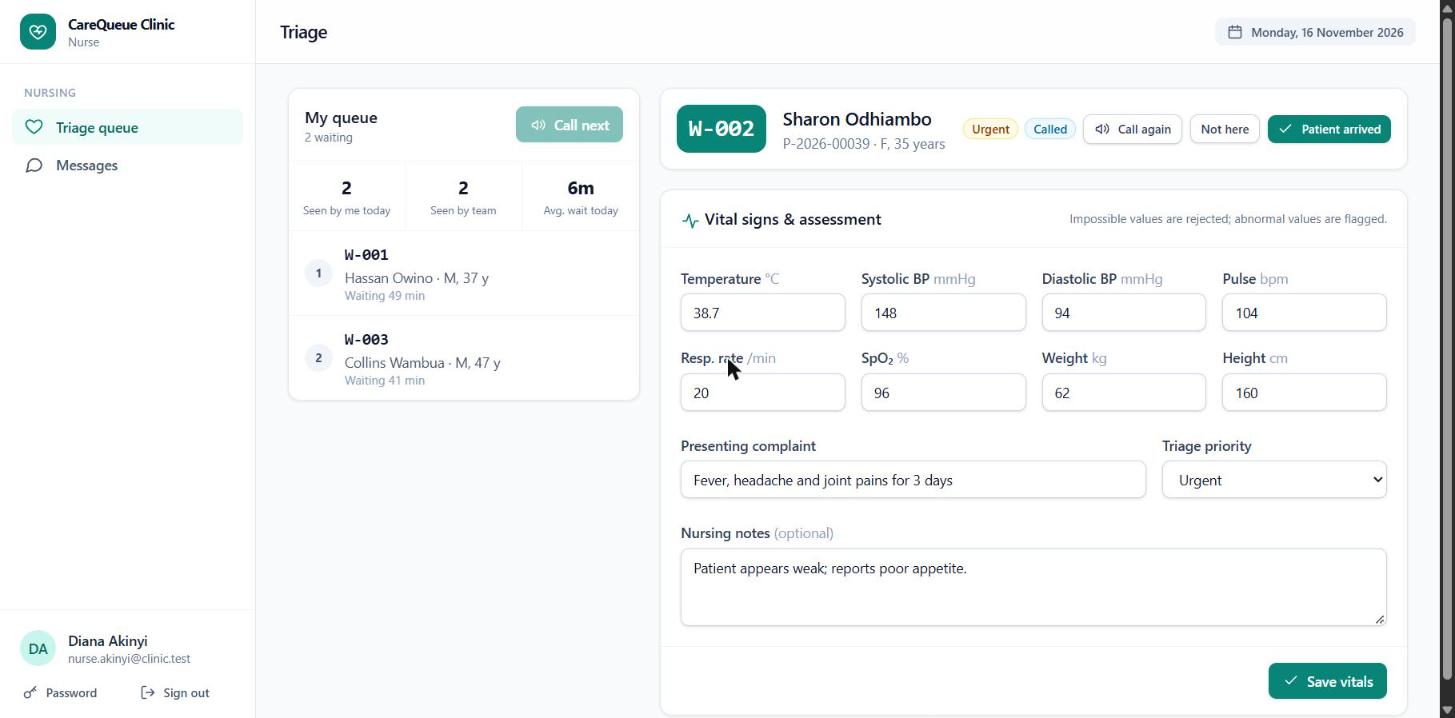 CareQueue Clinic
Nurse
NURSING
Triage queue
Messages
DA
Diana Akinyi
nurse.akinyi@clinic.test
Password
Sign out
Triage
Monday, 16 November 2026
My queue
2 waiting
Call next
2
Seen by me today
2
Seen by team
6m
Avg. wait today
1
W-001
Hassan Owino · M, 37 y
Waiting 49 min
2
W-003
Collins Wambua · M, 47 y
Waiting 41 min
W-002
Sharon Odhiambo
P-2026-00039 · F, 35 years
Urgent
Called
Call again
Not here
Patient arrived
Vital signs & assessment
Impossible values are rejected; abnormal values are flagged.
Temperature °C
Systolic BP mmHg
Diastolic BP mmHg
Pulse bpm
38.7
148
94
104
Resp. rate /min
SpO₂ %
Weight kg
Height cm
20
96
62
160
Presenting complaint
Triage priority
Fever, headache and joint pains for 3 days
Urgent
Nursing notes (optional)
Patient appears weak; reports poor appetite.
Save vitals